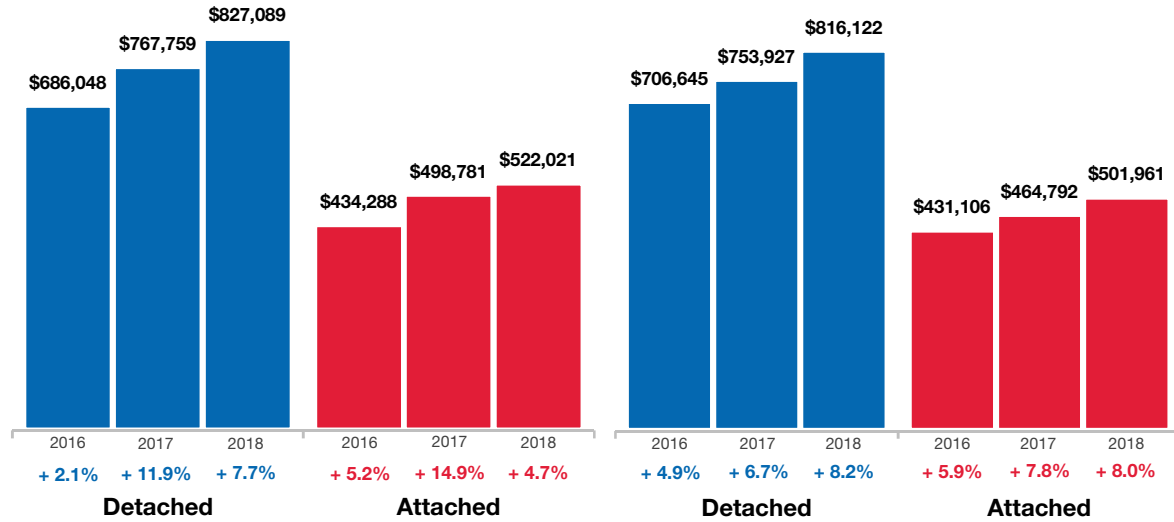 $686,048
$767,759
$827,089
$434,288
$498,781
$522,021
2016 2017 2018 2016 2017 2018
+ 2.1% + 11.9% + 7.7% + 5.2% + 14.9% + 4.7%
Detached Attached
$706,645
$753,927
$816,122
$431,106
$464,792
$501,961
2016 2017 2018 2016 2017 2018
+ 4.9% + 6.7% + 8.2% + 5.9% + 7.8% + 8.0%
Detached Attached